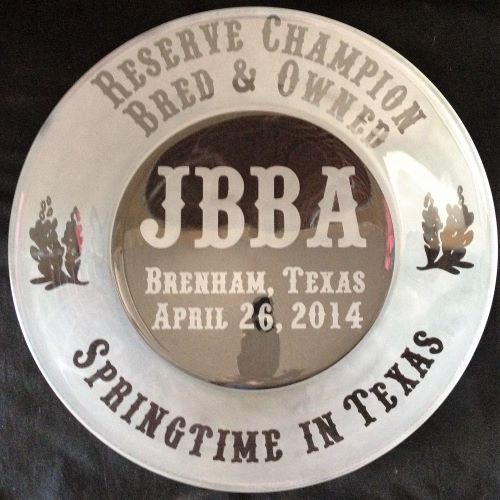 Reserve Champion
Bred & Owned
JBBA
Brenham, Texas
April 26, 2014
Springtime in Texas